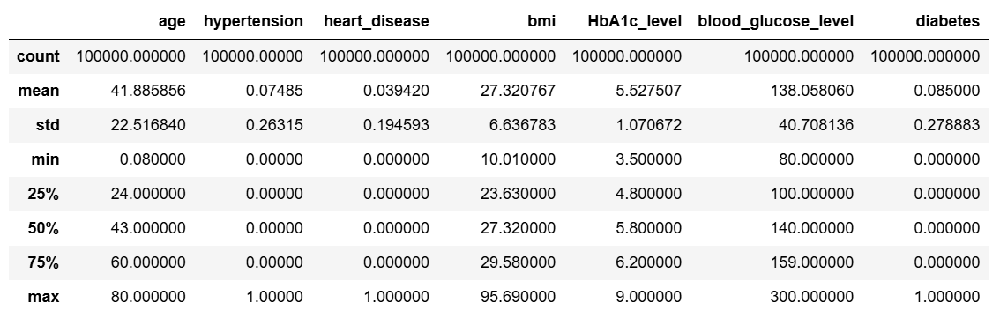 age hypertension heart_disease bmi HbA1c_level blood_glucose_level diabetes
count 100000.000000 100000.00000 100000.000000 100000.000000 100000.000000 100000.000000 100000.000000
mean 41.885856 0.07485 0.039420 27.320767 5.527507 138.058060 0.085000
std 22.516840 0.26315 0.194593 6.636783 1.070672 40.708136 0.278883
min 0.080000 0.00000 0.000000 10.010000 3.500000 80.000000 0.000000
25% 24.000000 0.00000 0.000000 23.630000 4.800000 100.000000 0.000000
50% 43.000000 0.00000 0.000000 27.320000 5.800000 140.000000 0.000000
75% 60.000000 0.00000 0.000000 29.580000 6.200000 159.000000 0.000000
max 80.000000 1.00000 1.000000 95.690000 9.000000 300.000000 1.000000